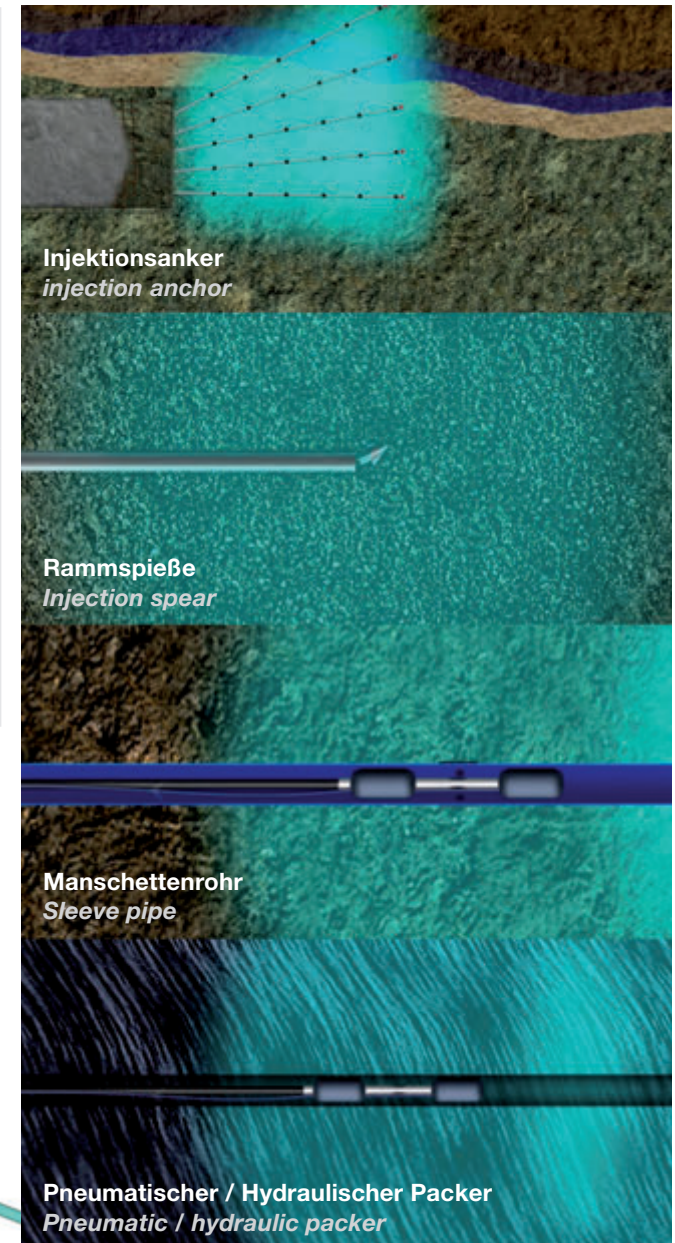 Injektionsanker
injection anchor
Rammspieße
Injection spear
Manschettenrohr
Sleeve pipe
Pneumatischer / Hydraulischer Packer
Pneumatic / hydraulic packer